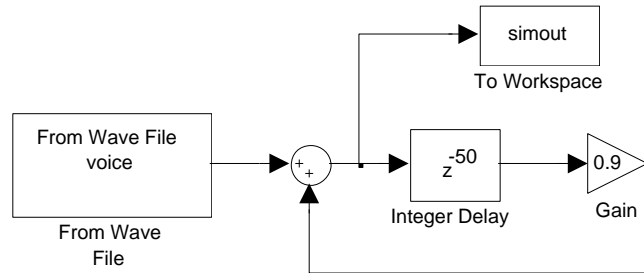 simout
To Workspace
From Wave File
voice
From Wave
File
+
+
z^-50
Integer Delay
0.9
Gain